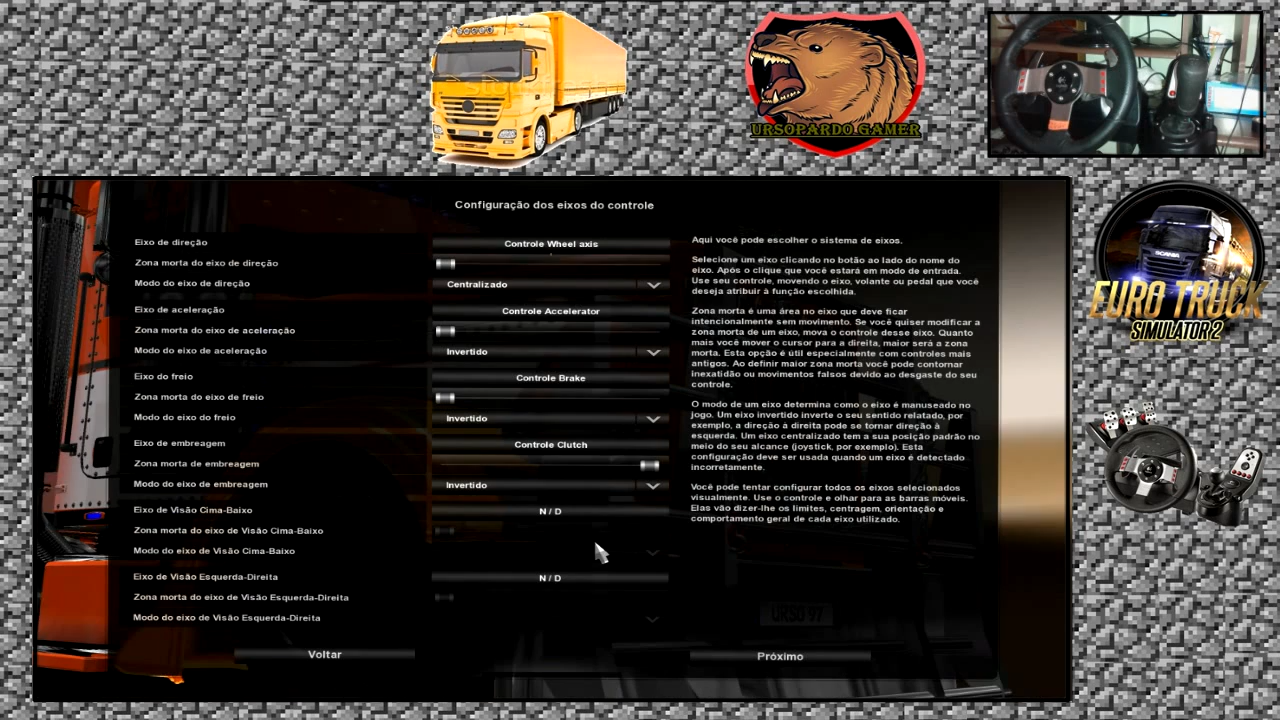 URSOPARDO.GAMER
Configuração dos eixos do controle
Eixo de direção
Controle Wheel axis
Zona morta do eixo de direção
Modo do eixo de direção
Centralizado
Eixo de aceleração
Controle Accelerator
Zona morta do eixo de aceleração
Modo do eixo de aceleração
Invertido
Eixo do freio
Controle Brake
Zona morta do eixo de freio
Modo do eixo do freio
Invertido
Eixo de embreagem
Controle Clutch
Zona morta de embreagem
Modo do eixo de embreagem
Invertido
Eixo de Visão Cima-Baixo
N / D
Zona morta do eixo de Visão Cima-Baixo
Modo do eixo de Visão Cima-Baixo
Eixo de Visão Esquerda-Direita
N / D
Zona morta do eixo de Visão Esquerda-Direita
Modo do eixo de Visão Esquerda-Direita
Voltar
Aqui você pode escolher o sistema de eixos.
Selecione um eixo clicando no botão ao lado do nome do
eixo. Após o clique que você estará em modo de entrada.
Use seu controle, movendo o eixo, volante ou pedal que você
deseja atribuir à função escolhida.
Zona morta é uma área no eixo que deve ficar
intencionalmente sem movimento. Se você quiser modificar a
zona morta de um eixo, mova o controle desse eixo. Quanto
mais você mover o cursor para a direita, maior será a zona
morta. Esta opção é útil especialmente com controles mais
antigos. Ao definir maior zona morta você pode contornar
inexatidão ou movimentos falsos devido ao desgaste do seu
controle.
O modo de um eixo determina como o eixo é manuseado no
jogo. Um eixo invertido inverte o seu sentido relatado, por
exemplo, a direção à direita pode se tornar direção à
esquerda. Um eixo centralizado tem a sua posição padrão no
meio do seu alcance (joystick, por exemplo). Esta
configuração deve ser usada quando um eixo é detectado
incorretamente.
Você pode tentar configurar todos os eixos selecionados
visualmente. Use o controle e olhar para as barras móveis.
Elas vão dizer-lhe os limites, centragem, orientação e
comportamento geral de cada eixo utilizado.
URSO 97
Próximo
SCANIA
EURO TRUCK
SIMULATOR 2